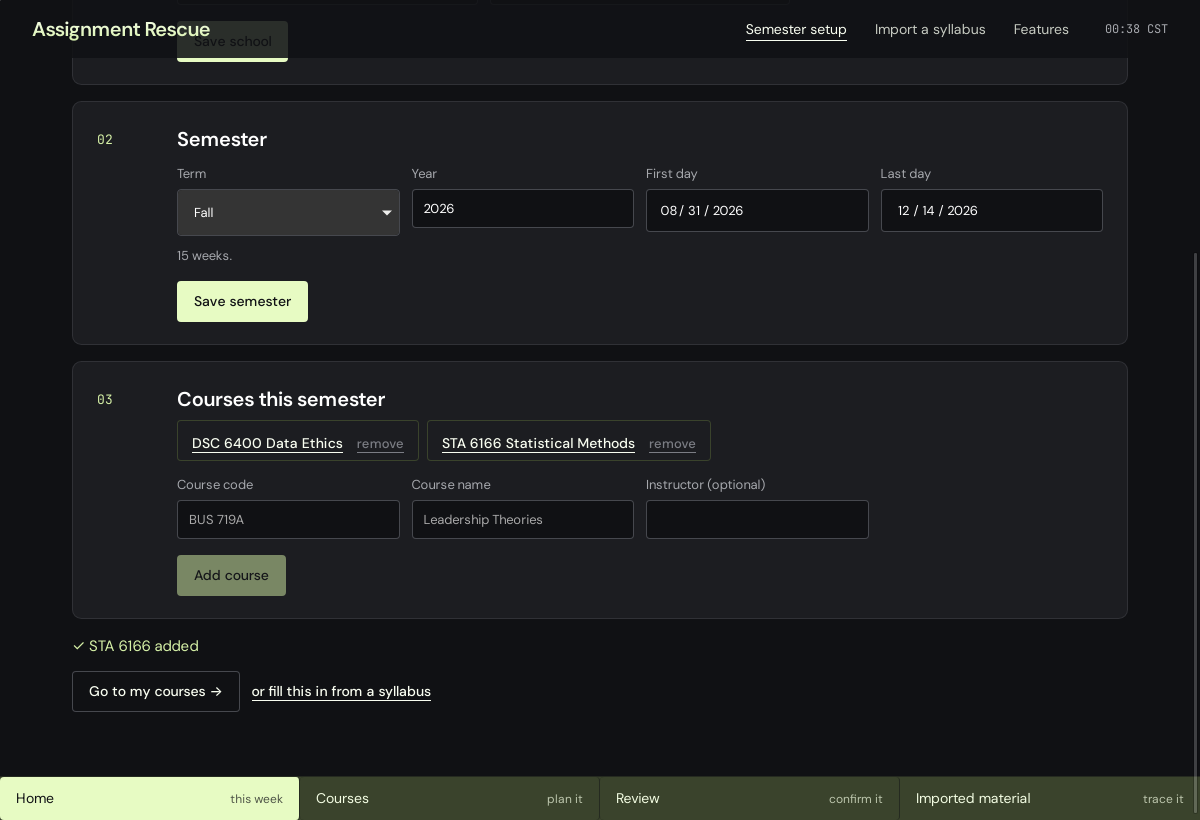 Assignment Rescue
Semester setup
Import a syllabus
Features
00:38 CST
Save school
02
Semester
Term
Year
First day
Last day
Fall
2026
08 / 31 / 2026
12 / 14 / 2026
15 weeks.
Save semester
03
Courses this semester
DSC 6400 Data Ethics remove
STA 6166 Statistical Methods remove
Course code
Course name
Instructor (optional)
BUS 719A
Leadership Theories
Add course
✓ STA 6166 added
Go to my courses →
or fill this in from a syllabus
Home this week
Courses plan it
Review confirm it
Imported material trace it